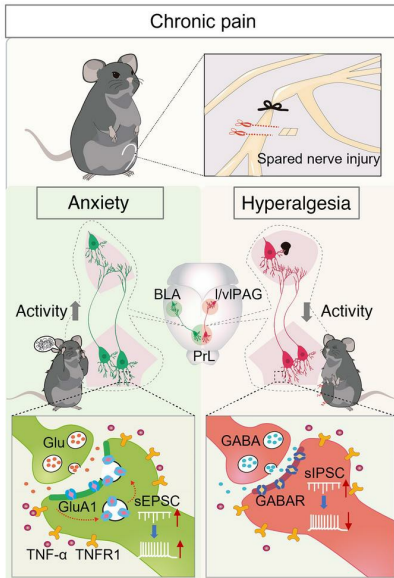 Chronic pain
Spared nerve injury
Anxiety
Hyperalgesia
BLA
l/vlPAG
Activity
Activity
PrL
Glu
GluA1
sEPSC
TNF-α
TNFR1
GABA
sIPSC
GABAR